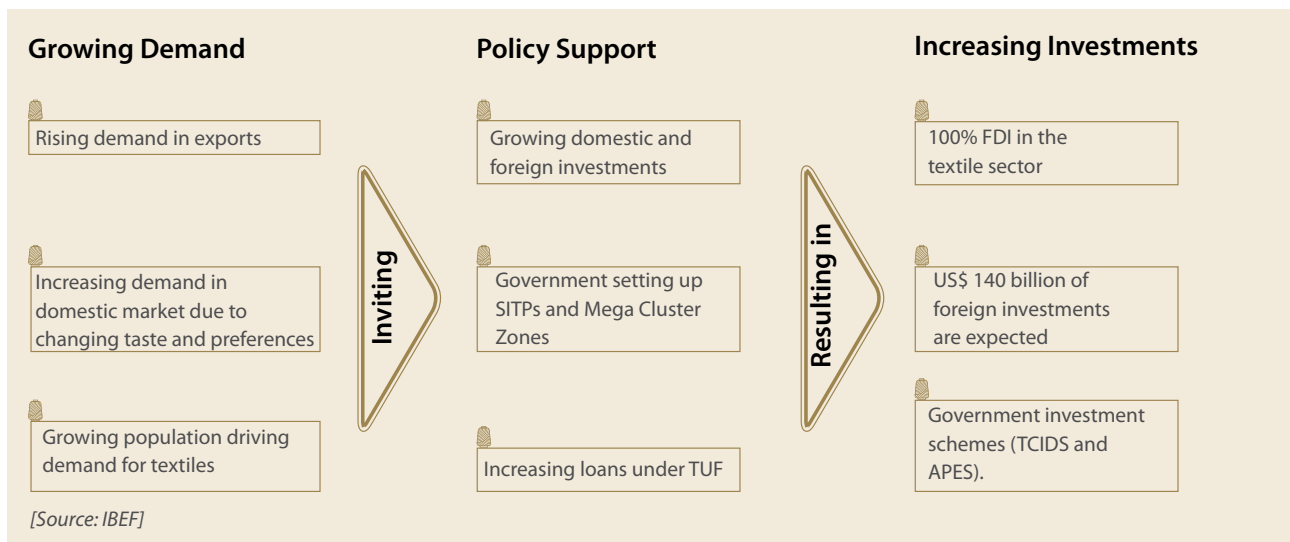 Growing Demand
Rising demand in exports
Increasing demand in
domestic market due to
changing taste and preferences
Growing population driving
demand for textiles
[Source: IBEF]
Inviting
Policy Support
Growing domestic and
foreign investments
Government setting up
SITPs and Mega Cluster
Zones
Increasing loans under TUF
Resulting in
Increasing Investments
100% FDI in the
textile sector
US$ 140 billion of
foreign investments
are expected
Government investment
schemes (TCIDS and
APES).